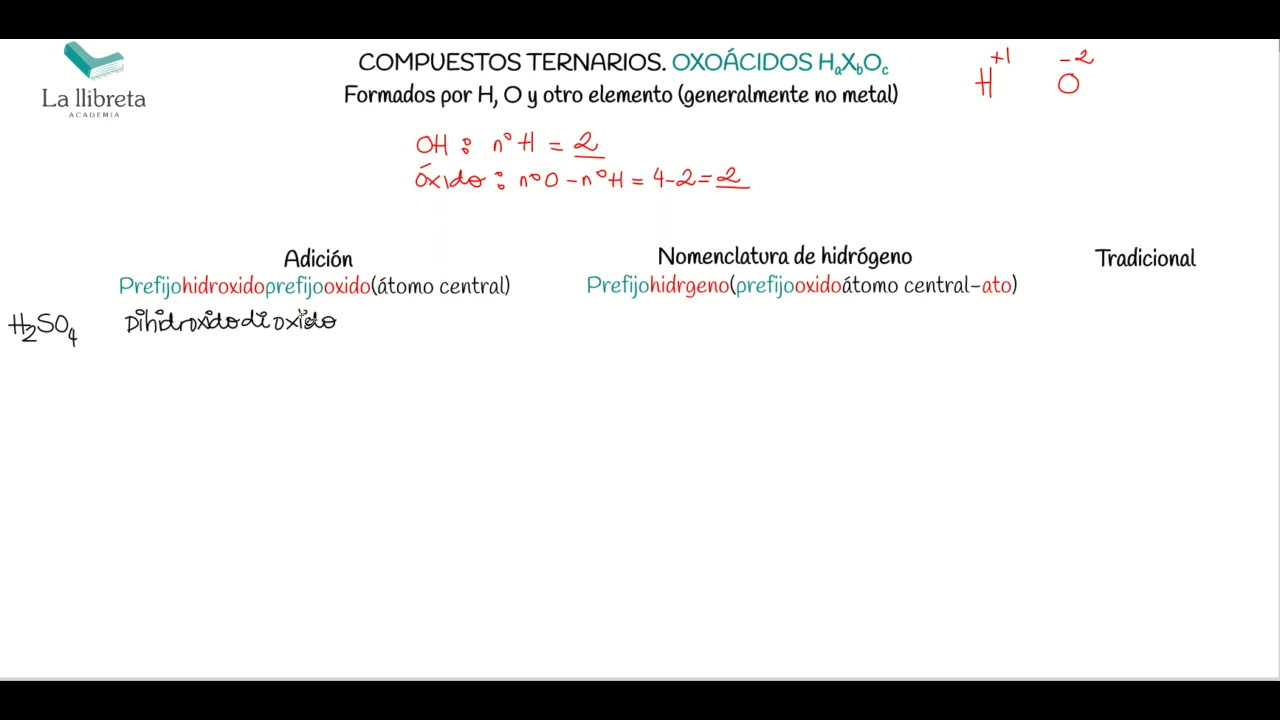 La llibreta
ACADEMIA
COMPUESTOS TERNARIOS. OXOÁCIDOS HaXbOc
Formados por H, O y otro elemento (generalmente no metal)
H+1 O-2
OH : nº H = 2
óxido : nºO - nºH = 4-2 = 2
Adición
Nomenclatura de hidrógeno
Tradicional
Prefijohidroxidoprefijooxido(átomo central)
Prefijohidrgeno(prefijooxidoátomo central-ato)
H2SO4 Dihidroxidodioxido